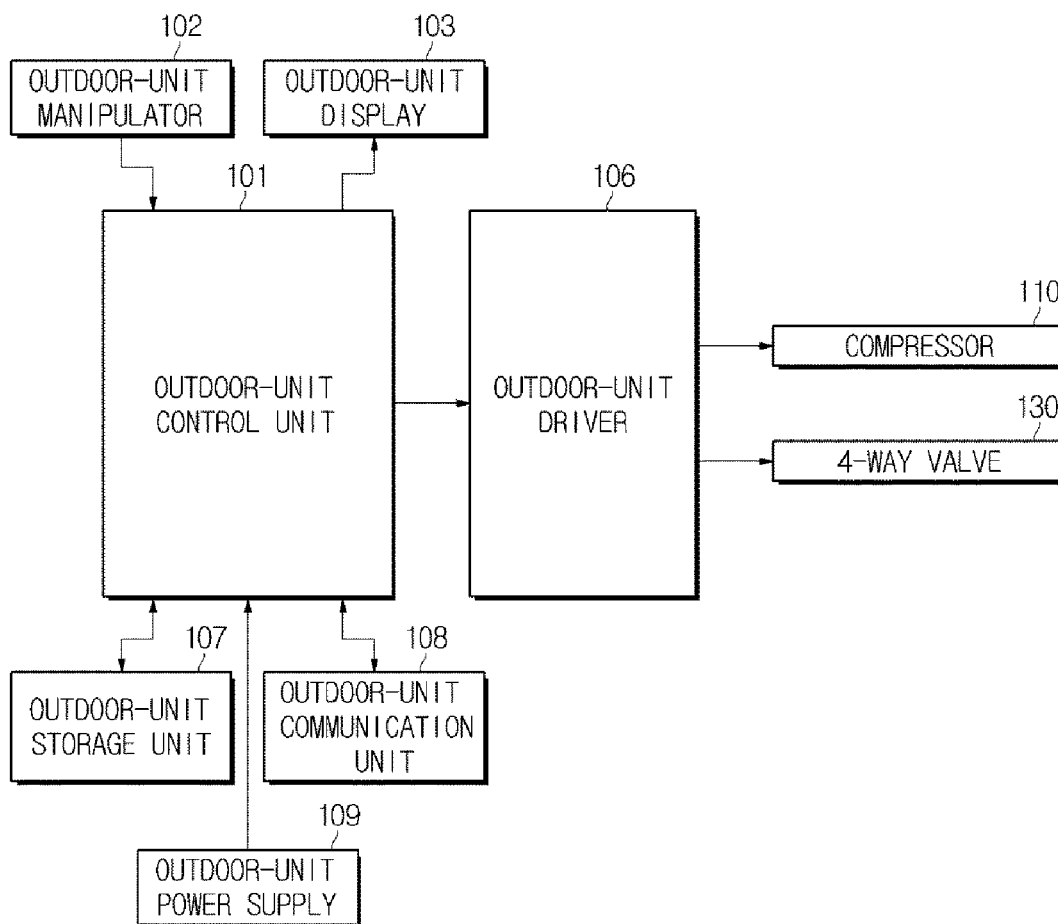 102
OUTDOOR-UNIT
MANIPULATOR
103
OUTDOOR-UNIT
DISPLAY
101
OUTDOOR-UNIT
CONTROL UNIT
106
OUTDOOR-UNIT
DRIVER
110
COMPRESSOR
130
4-WAY VALVE
107
OUTDOOR-UNIT
STORAGE UNIT
108
OUTDOOR-UNIT
COMMUNICATION
UNIT
109
OUTDOOR-UNIT
POWER SUPPLY